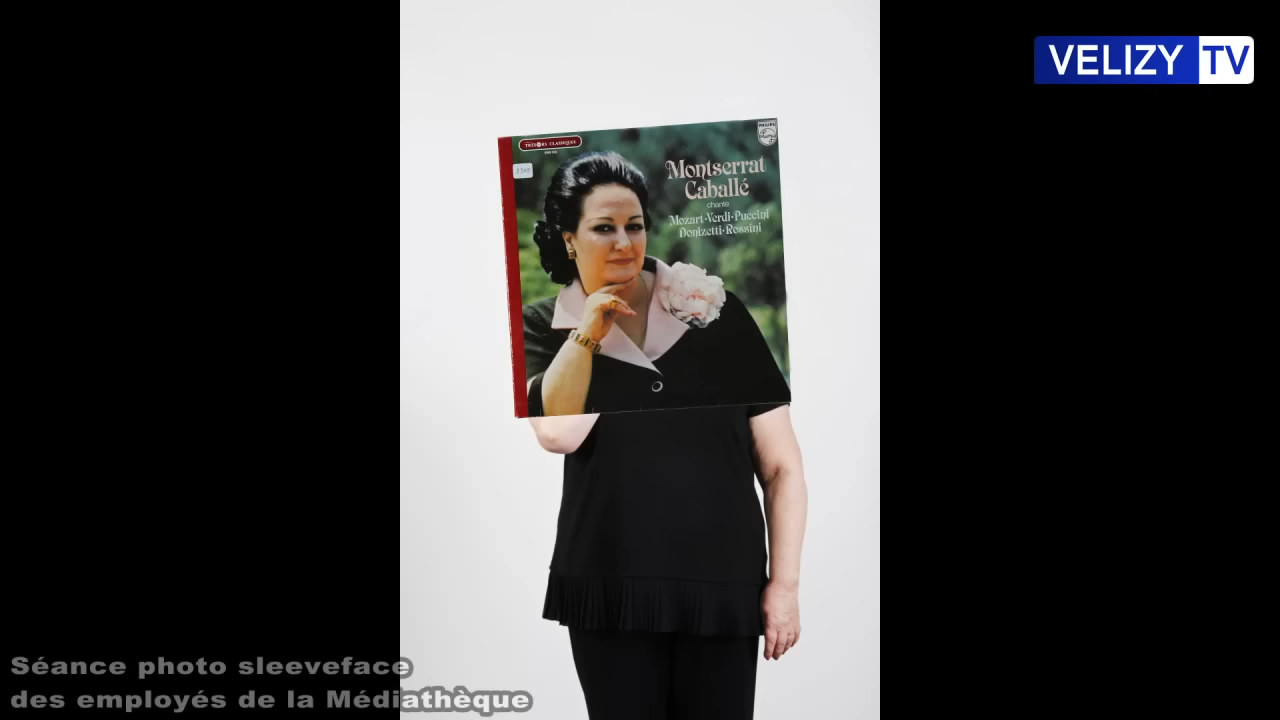 VELIZY TV
TRÉSORS CLASSIQUES
PHILIPS
Montserrat
Caballé
chante
Mozart·Verdi·Puccini
Donizetti·Rossini
Séance photo sleeveface
des employés de la Médiathèque